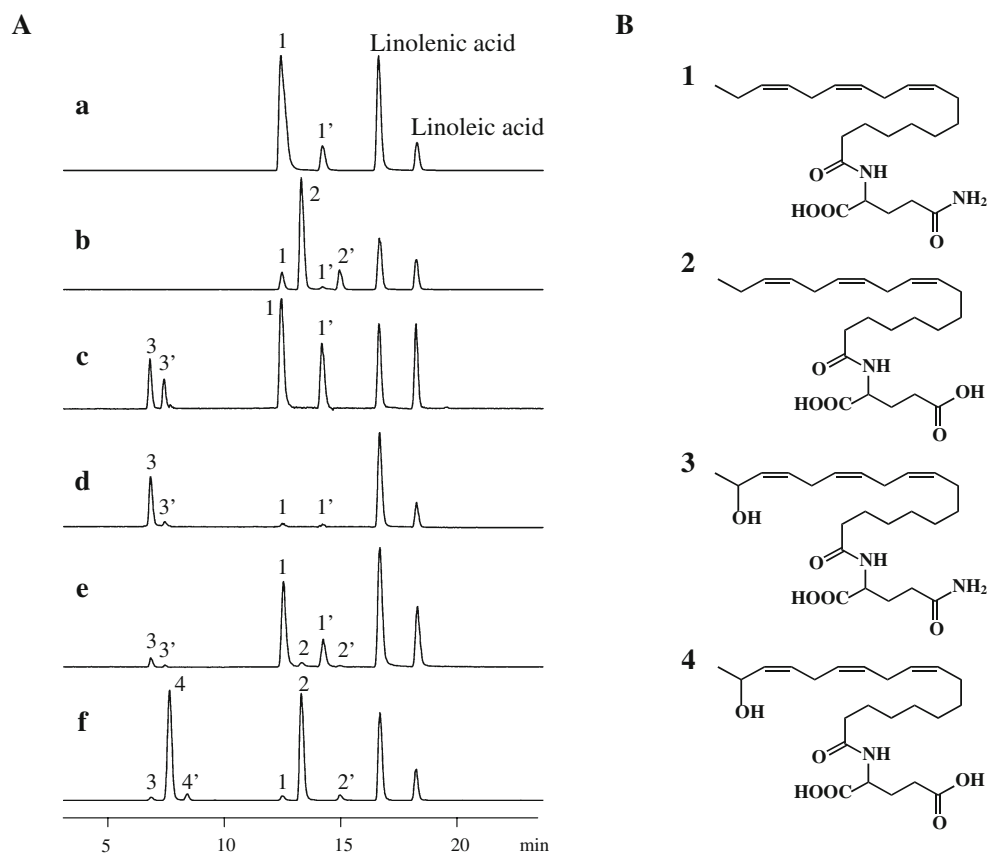 A
B
a
1
1’
Linolenic acid
Linoleic acid
b
1
2
1’
2’
c
3
3’
1
1’
d
3
3’
1
1’
e
3
3’
1
2
1’
2’
f
3
4
4’
1
2
2’
5 10 15 20 min
1
O
NH
HOOC
NH₂
O
2
O
NH
HOOC
OH
O
3
OH
O
NH
HOOC
NH₂
O
4
OH
O
NH
HOOC
OH
O